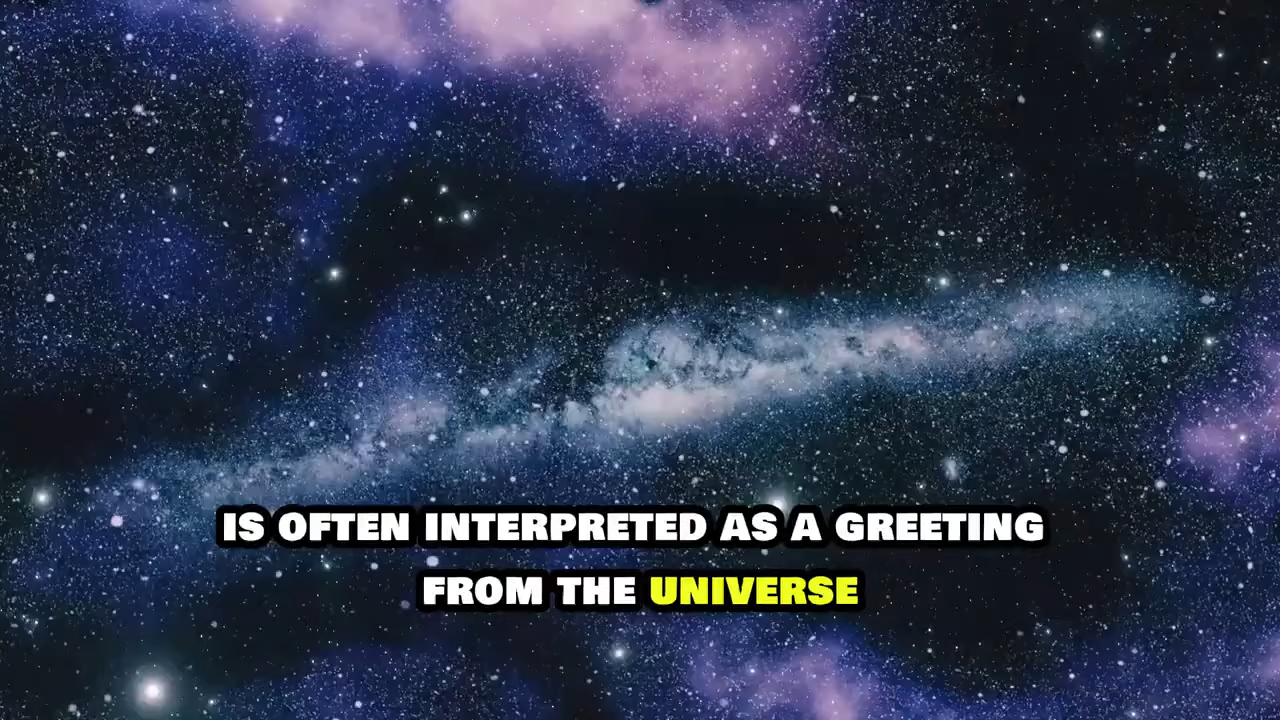 IS OFTEN INTERPRETED AS A GREETING
FROM THE UNIVERSE